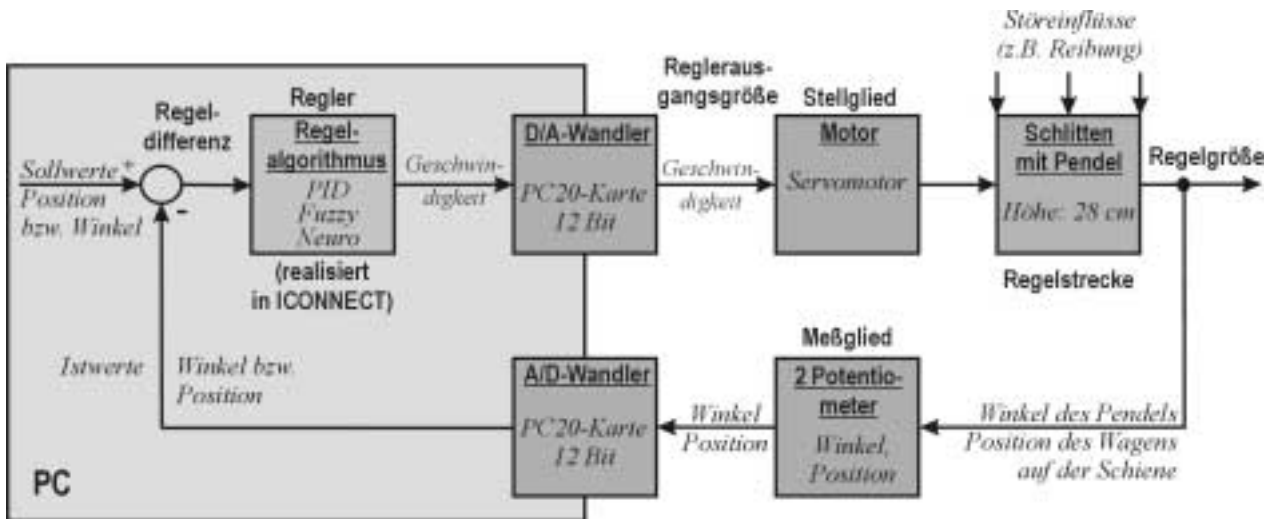 Störeinflüsse
(z.B. Reibung)
Regel-
differenz
Regler
Regel-
algorithmus
PID
Fuzzy
Neuro
(realisiert
in ICONNECT)
Sollwerte +
Position
bzw. Winkel
-
Geschwin-
digkeit
D/A-Wandler
PC20-Karte
12 Bit
Regleraus-
gangsgröße
Geschwin-
digkeit
Stellglied
Motor
Servomotor
Schlitten
mit Pendel
Höhe: 28 cm
Regelstrecke
Regelgröße
Istwerte
Winkel bzw.
Position
A/D-Wandler
PC20-Karte
12 Bit
Winkel
Position
Meßglied
2 Potentio-
meter
Winkel,
Position
Winkel des Pendels
Position des Wagens
auf der Schiene
PC